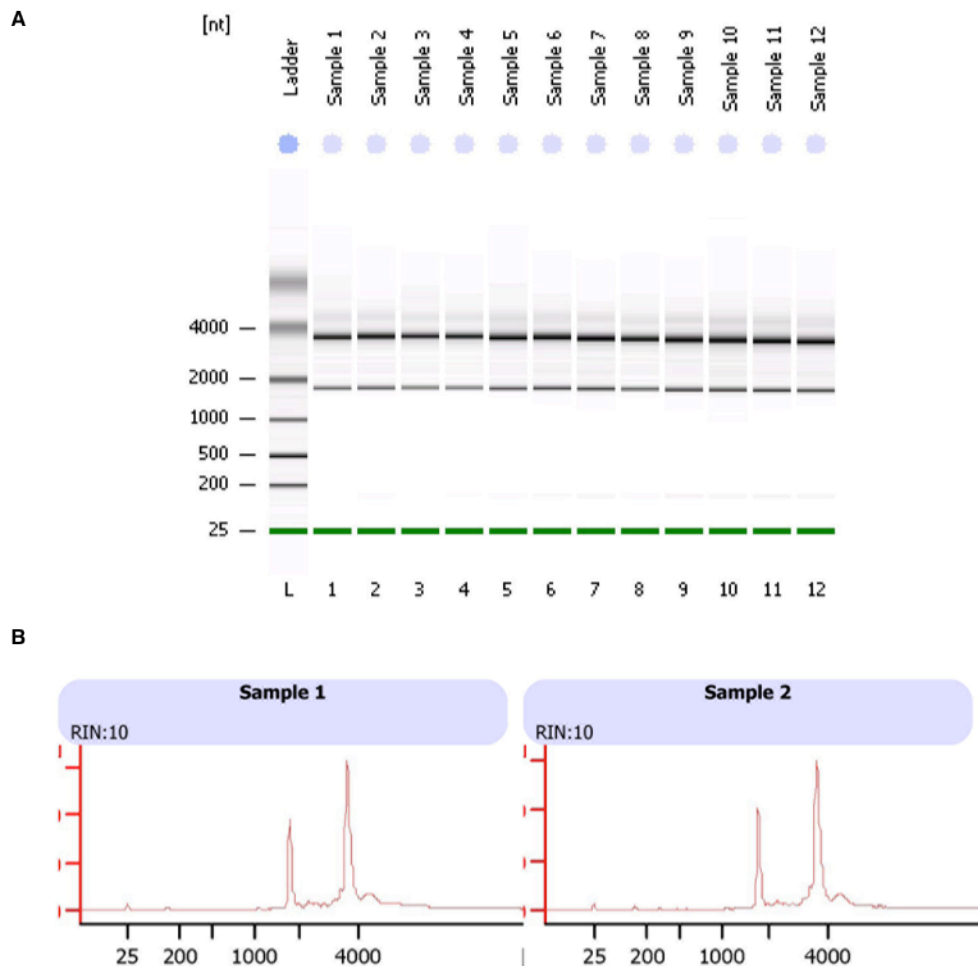 A
[nt]
Ladder
Sample 1
Sample 2
Sample 3
Sample 4
Sample 5
Sample 6
Sample 7
Sample 8
Sample 9
Sample 10
Sample 11
Sample 12
4000
2000
1000
500
200
25
L 1 2 3 4 5 6 7 8 9 10 11 12
B
Sample 1
RIN:10
25 200 1000 4000
Sample 2
RIN:10
25 200 1000 4000